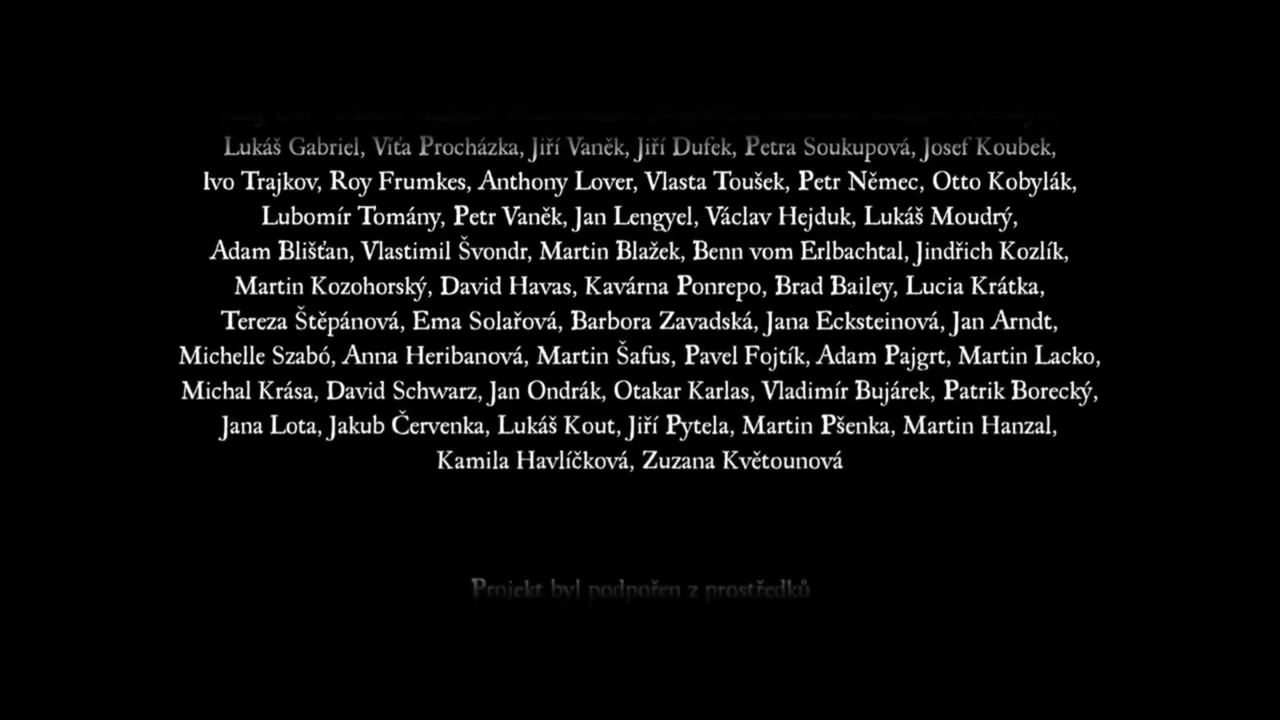 Lukáš Gabriel, Víťa Procházka, Jiří Vaněk, Jiří Dufek, Petra Soukupová, Josef Koubek,
Ivo Trajkov, Roy Frumkes, Anthony Lover, Vlasta Toušek, Petr Němec, Otto Kobylák,
Lubomír Tomány, Petr Vaněk, Jan Lengyel, Václav Hejduk, Lukáš Moudrý,
Adam Blišťan, Vlastimil Švondr, Martin Blažek, Benn vom Erlbachtal, Jindřich Kozlík,
Martin Kozohorský, David Havas, Kavárna Ponrepo, Brad Bailey, Lucia Krátka,
Tereza Štěpánová, Ema Solařová, Barbora Zavadská, Jana Ecksteinová, Jan Arndt,
Michelle Szabó, Anna Heribanová, Martin Šafus, Pavel Fojtík, Adam Pajgrt, Martin Lacko,
Michal Krása, David Schwarz, Jan Ondrák, Otakar Karlas, Vladimír Bujárek, Patrik Borecký,
Jana Lota, Jakub Červenka, Lukáš Kout, Jiří Pytela, Martin Pšenka, Martin Hanzal,
Kamila Havlíčková, Zuzana Květounová
Projekt byl podpořen z prostředků